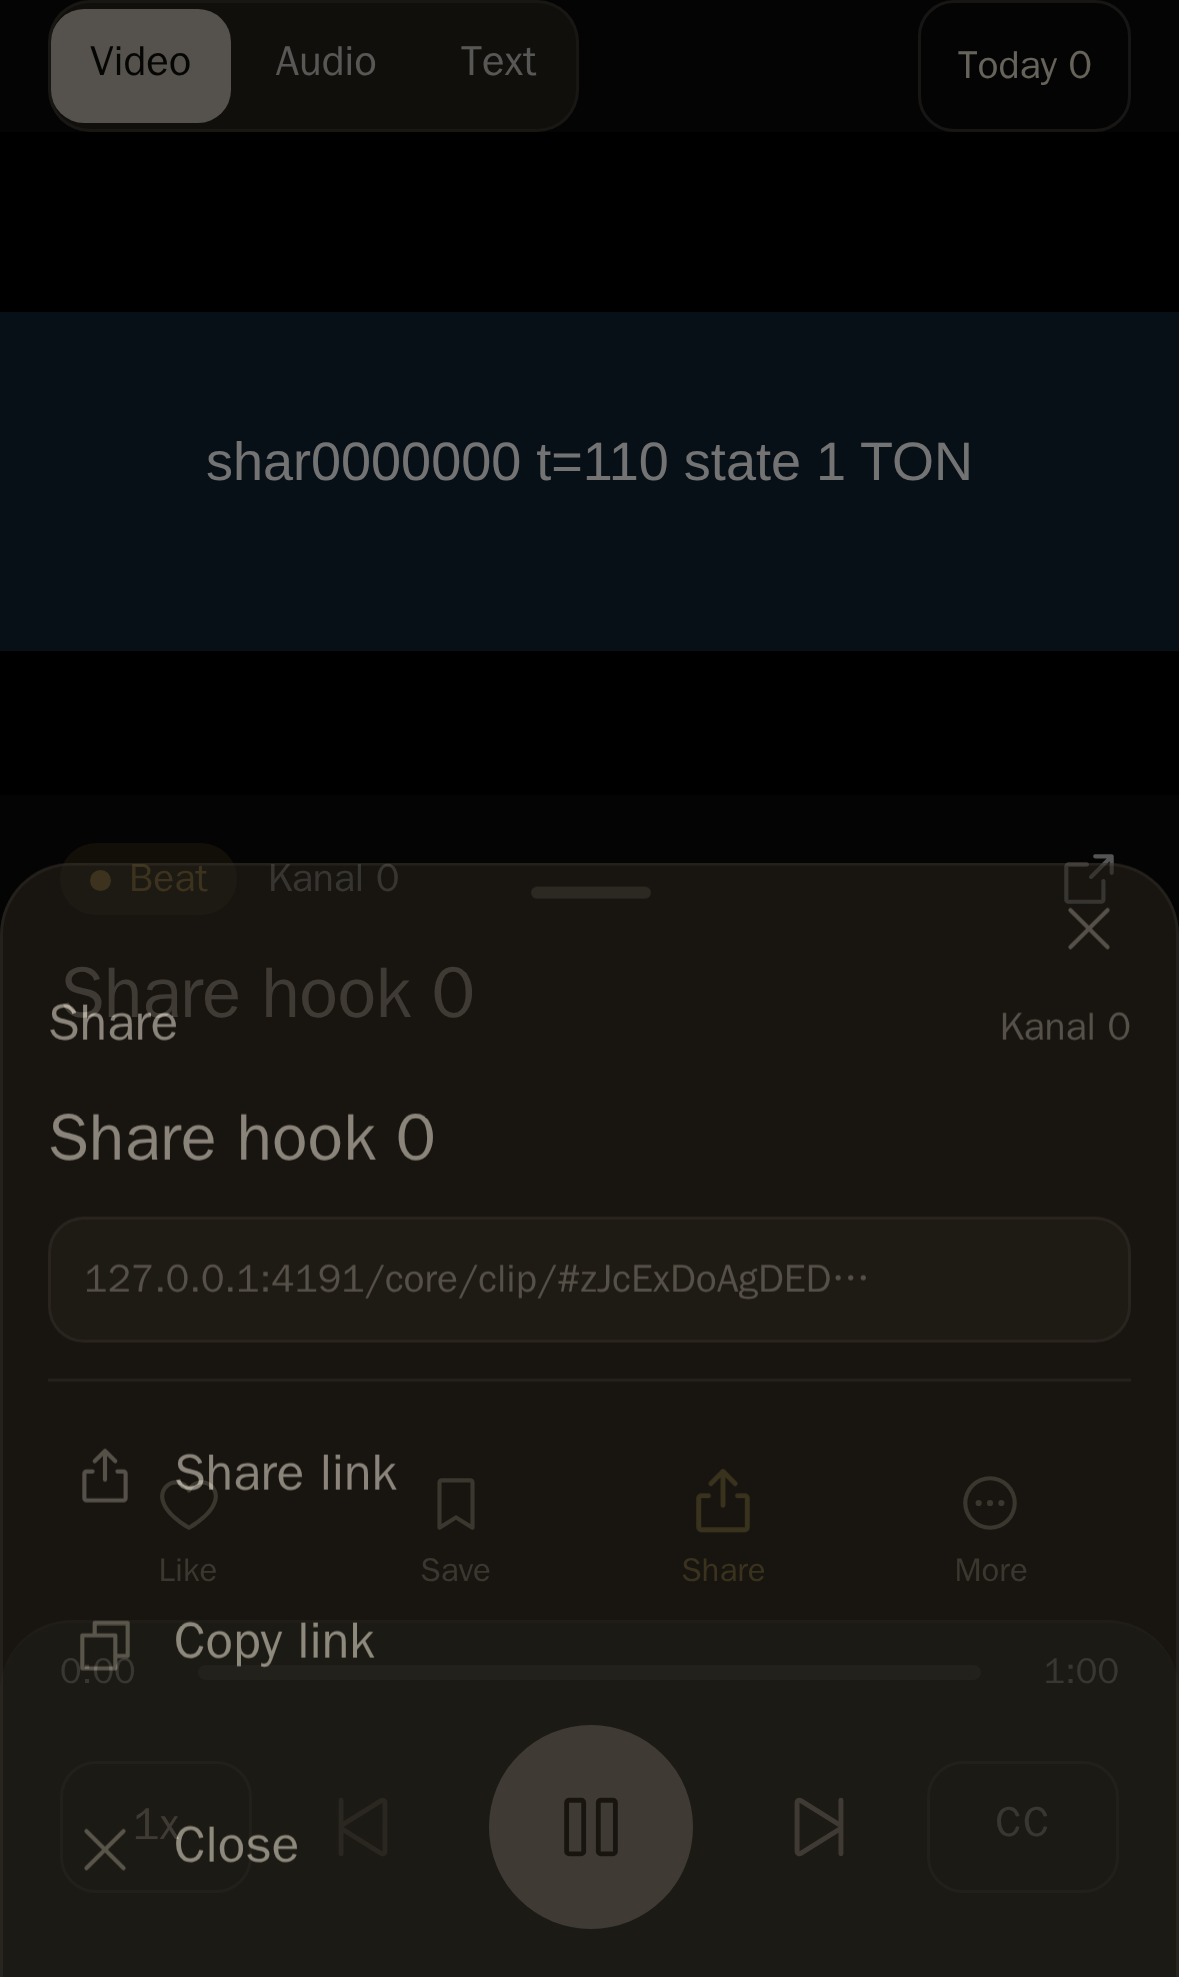 Video Audio Text Today 0
shar0000000 t=110 state 1 TON
Beat Kanal 0
Share hook 0
Share Kanal 0
Share hook 0
127.0.0.1:4191/core/clip/#zJcExDoAgDED···
Share link
Like Save Share More
Copy link
0:00 1:00
1x CC
Close